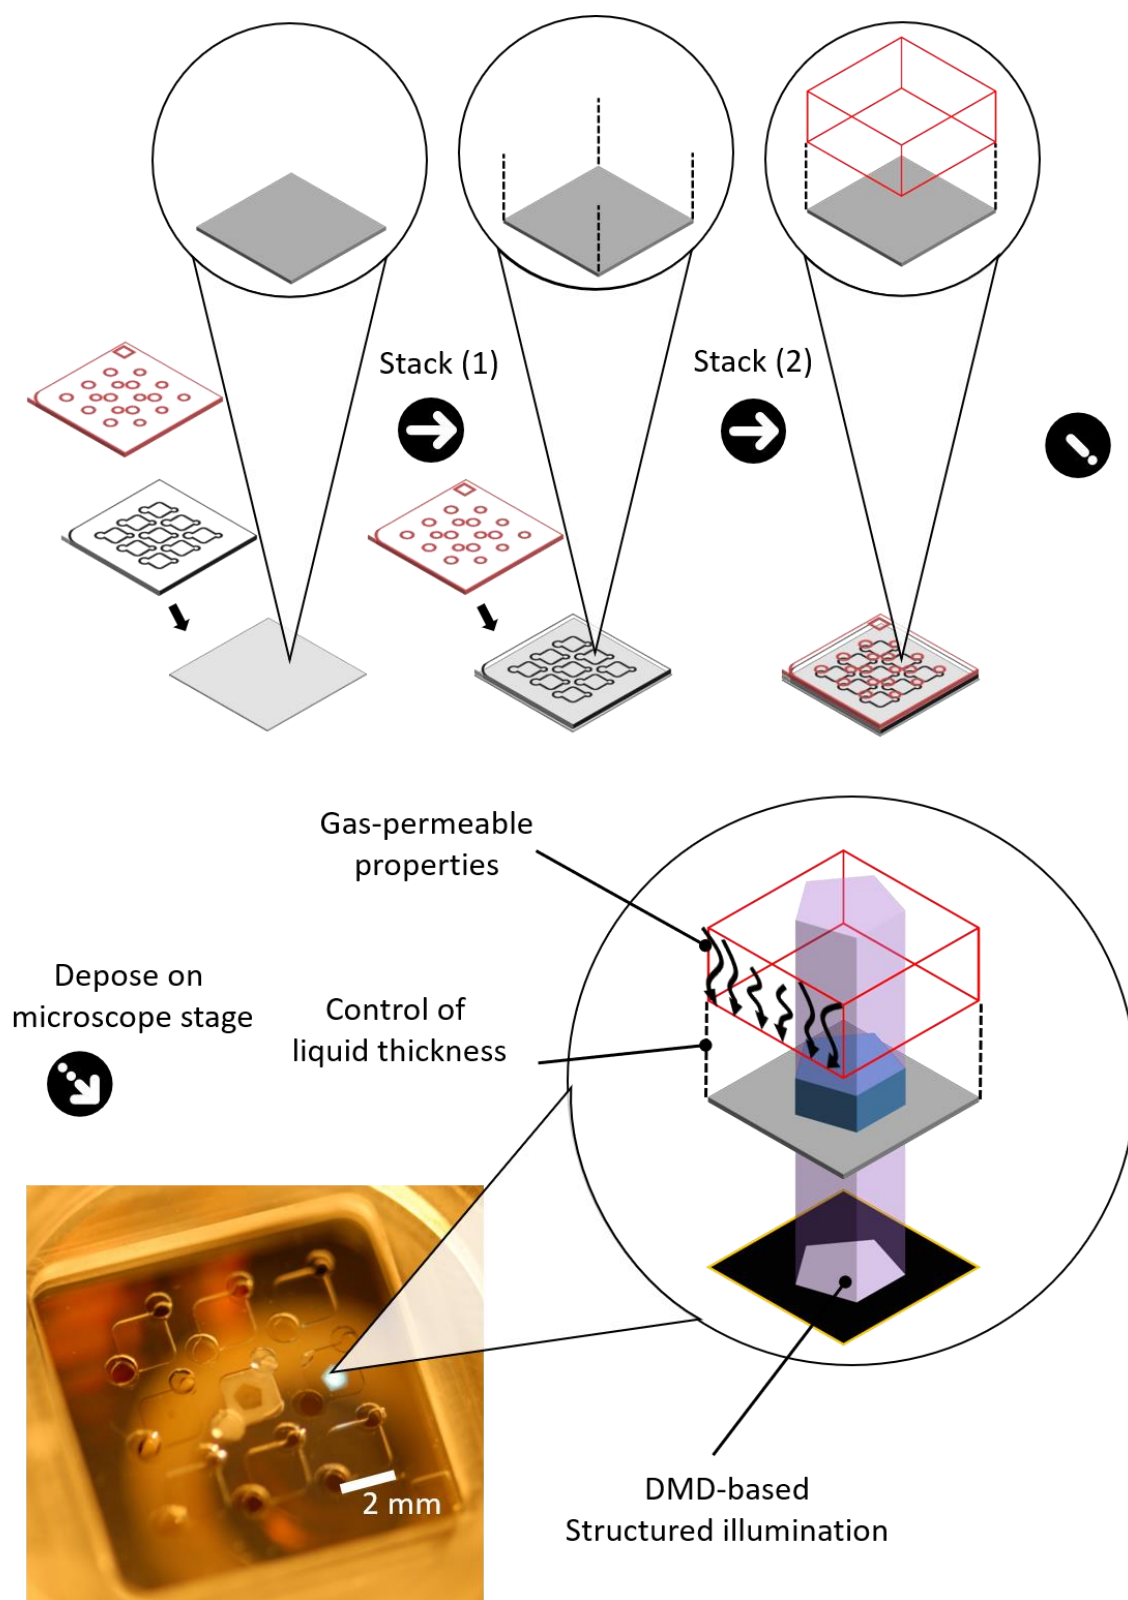 Stack (1)
Stack (2)
Gas-permeable
properties
Depose on
microscope stage
Control of
liquid thickness
2 mm
DMD-based
Structured illumination